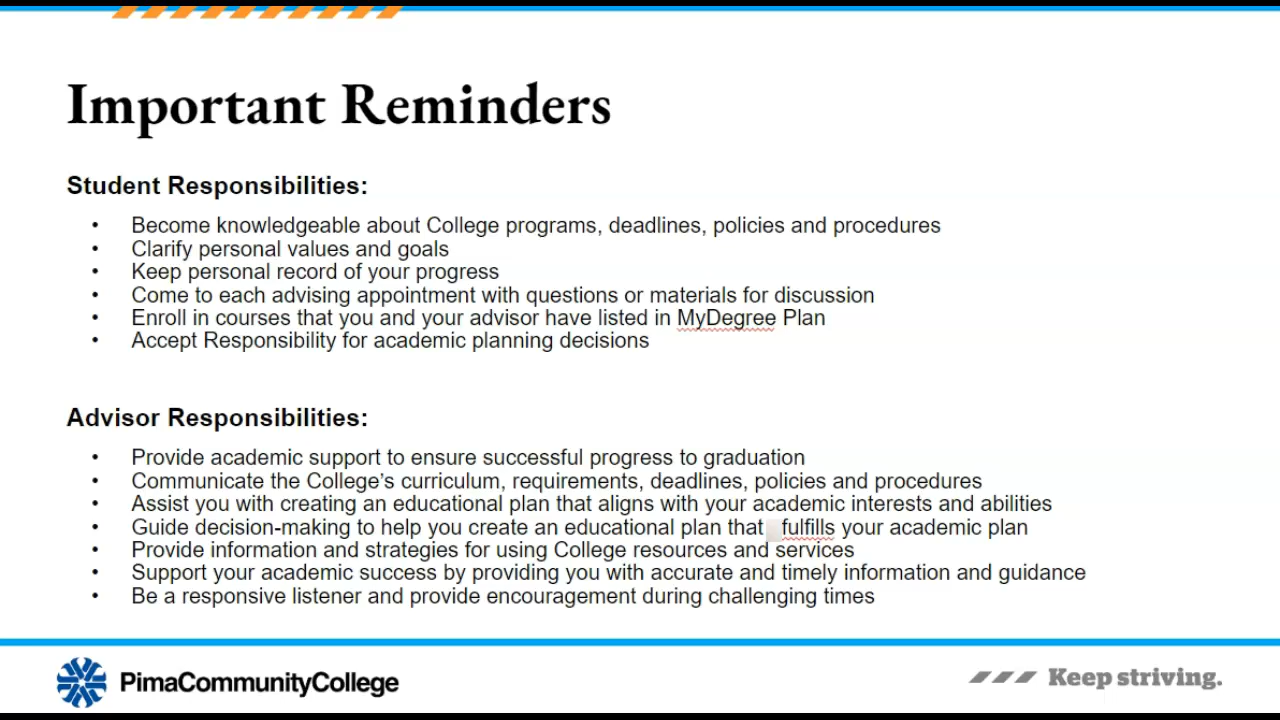 Important Reminders
Student Responsibilities:
• Become knowledgeable about College programs, deadlines, policies and procedures
• Clarify personal values and goals
• Keep personal record of your progress
• Come to each advising appointment with questions or materials for discussion
• Enroll in courses that you and your advisor have listed in MyDegree Plan
• Accept Responsibility for academic planning decisions
Advisor Responsibilities:
• Provide academic support to ensure successful progress to graduation
• Communicate the College’s curriculum, requirements, deadlines, policies and procedures
• Assist you with creating an educational plan that aligns with your academic interests and abilities
• Guide decision-making to help you create an educational plan that fulfills your academic plan
• Provide information and strategies for using College resources and services
• Support your academic success by providing you with accurate and timely information and guidance
• Be a responsive listener and provide encouragement during challenging times
PimaCommunityCollege
Keep striving.